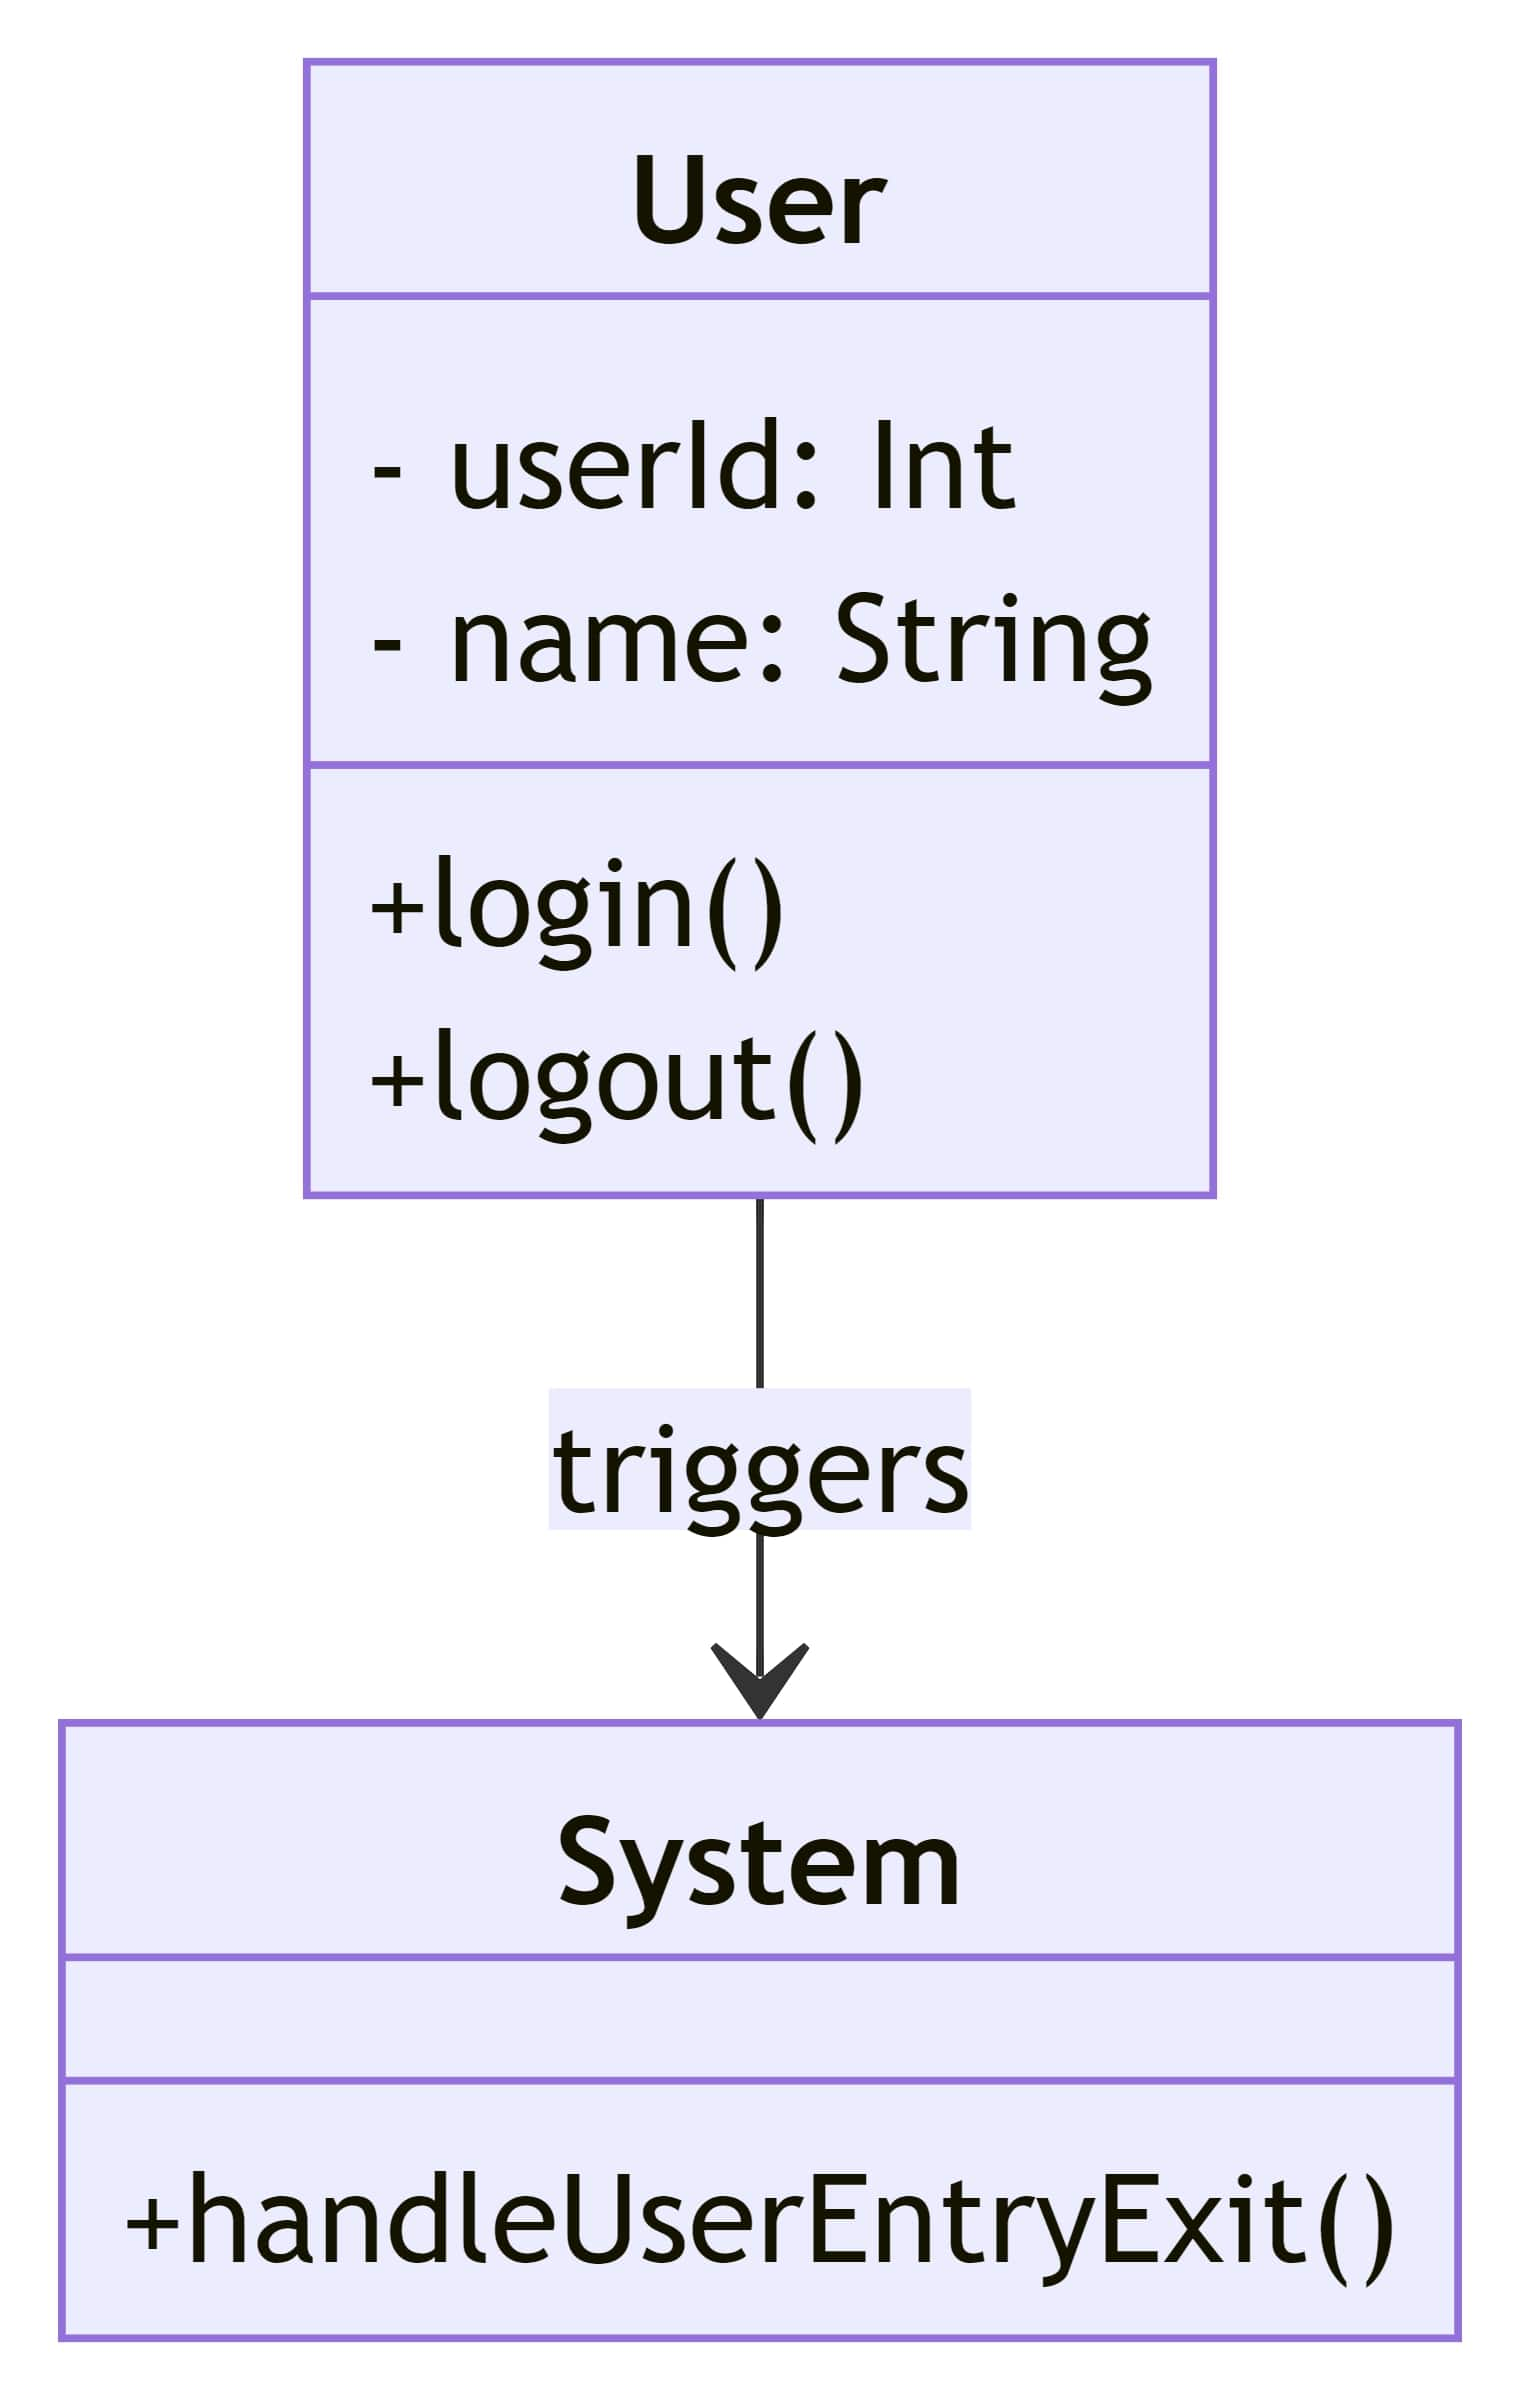 User
- userId: Int
- name: String
+login()
+logout()
triggers
System
+handleUserEntryExit()